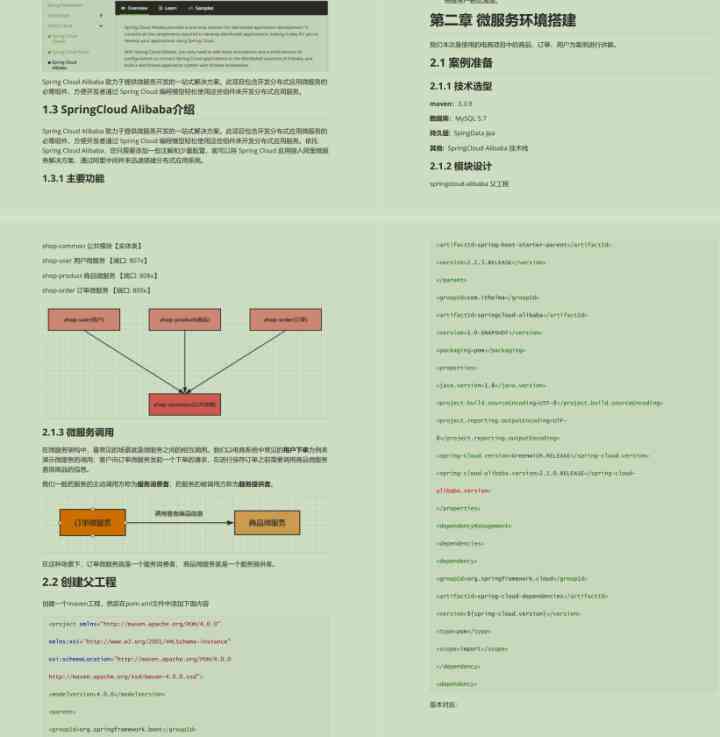 Overview Learn Samples
Spring Cloud Alibaba 致力于提供微服务开发的一站式解决方案。此项目包含开发分布式应用微服务的
必需组件，方便开发者通过 Spring Cloud 编程模型轻松使用这些组件来开发分布式应用服务。
1.3 SpringCloud Alibaba介绍
Spring Cloud Alibaba 致力于提供微服务开发的一站式解决方案。此项目包含开发分布式应用微服务的
必需组件，方便开发者通过 Spring Cloud 编程模型轻松使用这些组件来开发分布式应用服务。依托
Spring Cloud Alibaba，您只需要添加一些注解和少量配置，就可以将 Spring Cloud 应用接入阿里微服
务解决方案，通过阿里中间件来迅速搭建分布式应用系统。
1.3.1 主要功能
第二章 微服务环境搭建
我们本次是使用的电商项目中的商品、订单、用户为案例进行讲解。
2.1 案例准备
2.1.1 技术选型
maven：3.3.9
数据库：MySQL 5.7
持久层：SpingData Jpa
其他：SpringCloud Alibaba 技术栈
2.1.2 模块设计
springcloud-alibaba 父工程
shop-common 公共模块【实体类】
shop-user 用户微服务 【端口: 807x】
shop-product 商品微服务 【端口: 808x】
shop-order 订单微服务 【端口: 809x】
shop-user(用户) shop-product(商品) shop-order(订单)
2.1.3 微服务调用
在微服务架构中，最常见的场景就是微服务之间的相互调用。我们以电商系统中常见的用户下单为例来
演示微服务的调用：客户向订单微服务发起一个下单的请求，在进行保存订单之前需要调用商品微服务
查询商品的信息。
我们一般把服务的主动调用方称为服务消费者，把服务的被调用方称为服务提供者。
订单微服务 调用查询商品信息 商品微服务
在这种场景下，订单微服务就是一个服务消费者， 商品微服务就是一个服务提供者。
2.2 创建父工程
创建一个maven工程，然后在pom.xml文件中添加下面内容
<project xmlns="http://maven.apache.org/POM/4.0.0"
xmlns:xsi="http://www.w3.org/2001/XMLSchema-instance"
xsi:schemaLocation="http://maven.apache.org/POM/4.0.0
http://maven.apache.org/xsd/maven-4.0.0.xsd">
<modelVersion>4.0.0</modelVersion>
<parent>
<groupId>org.springframework.boot</groupId>
<artifactId>spring-boot-starter-parent</artifactId>
<version>2.1.3.RELEASE</version>
</parent>
<groupId>com.itheima</groupId>
<artifactId>springcloud-alibaba</artifactId>
<version>1.0-SNAPSHOT</version>
<packaging>pom</packaging>
<properties>
<java.version>1.8</java.version>
<project.build.sourceEncoding>UTF-8</project.build.sourceEncoding>
<project.reporting.outputEncoding>UTF-
8</project.reporting.outputEncoding>
<spring-cloud.version>Greenwich.RELEASE</spring-cloud.version>
<spring-cloud-alibaba.version>2.1.0.RELEASE</spring-cloud-
alibaba.version>
</properties>
<dependencyManagement>
<dependencies>
<dependency>
<groupId>org.springframework.cloud</groupId>
<artifactId>spring-cloud-dependencies</artifactId>
<version>${spring-cloud.version}</version>
<type>pom</type>
<scope>import</scope>
</dependency>
<dependency>
版本对应：